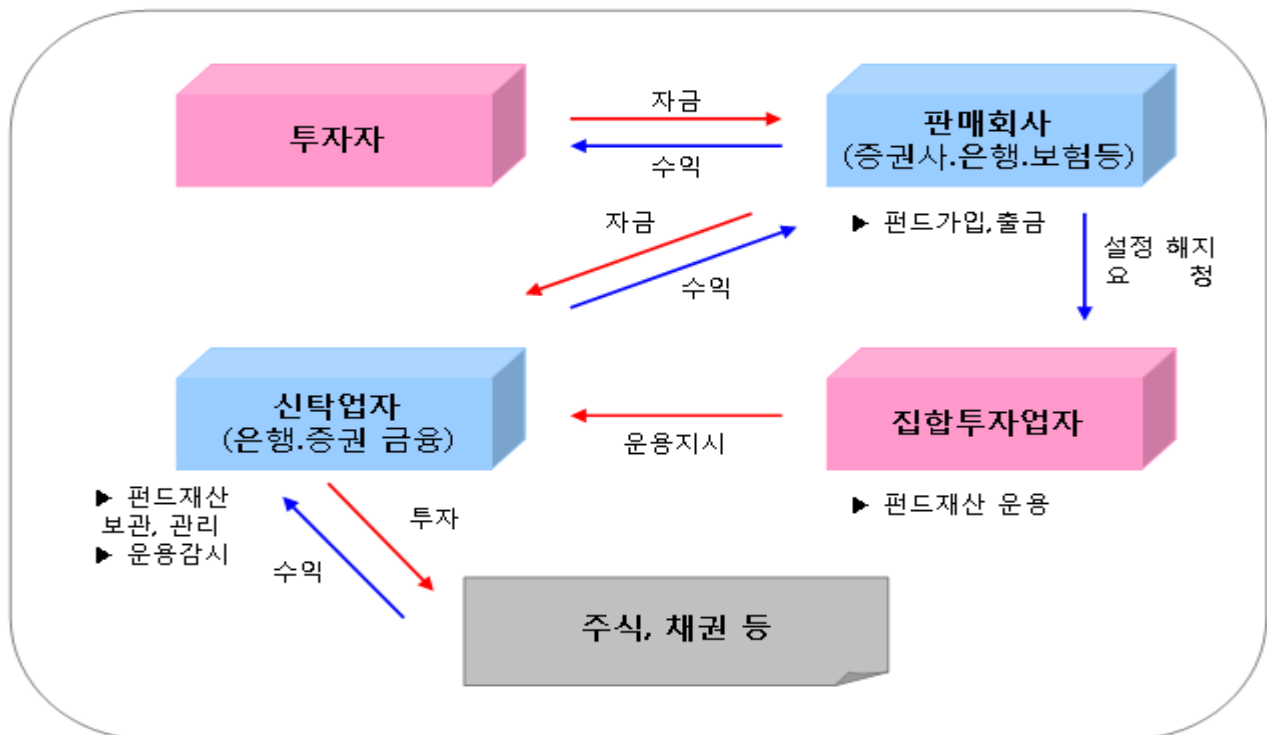 투자자
자금
수익
판매회사
(증권사.은행.보험등)
▶ 펀드가입,출금
자금
수익
설정 해지
요 청
신탁업자
(은행.증권 금융)
▶ 펀드재산
보관, 관리
▶ 운용감시
운용지시
집합투자업자
▶ 펀드재산 운용
투자
수익
주식, 채권 등